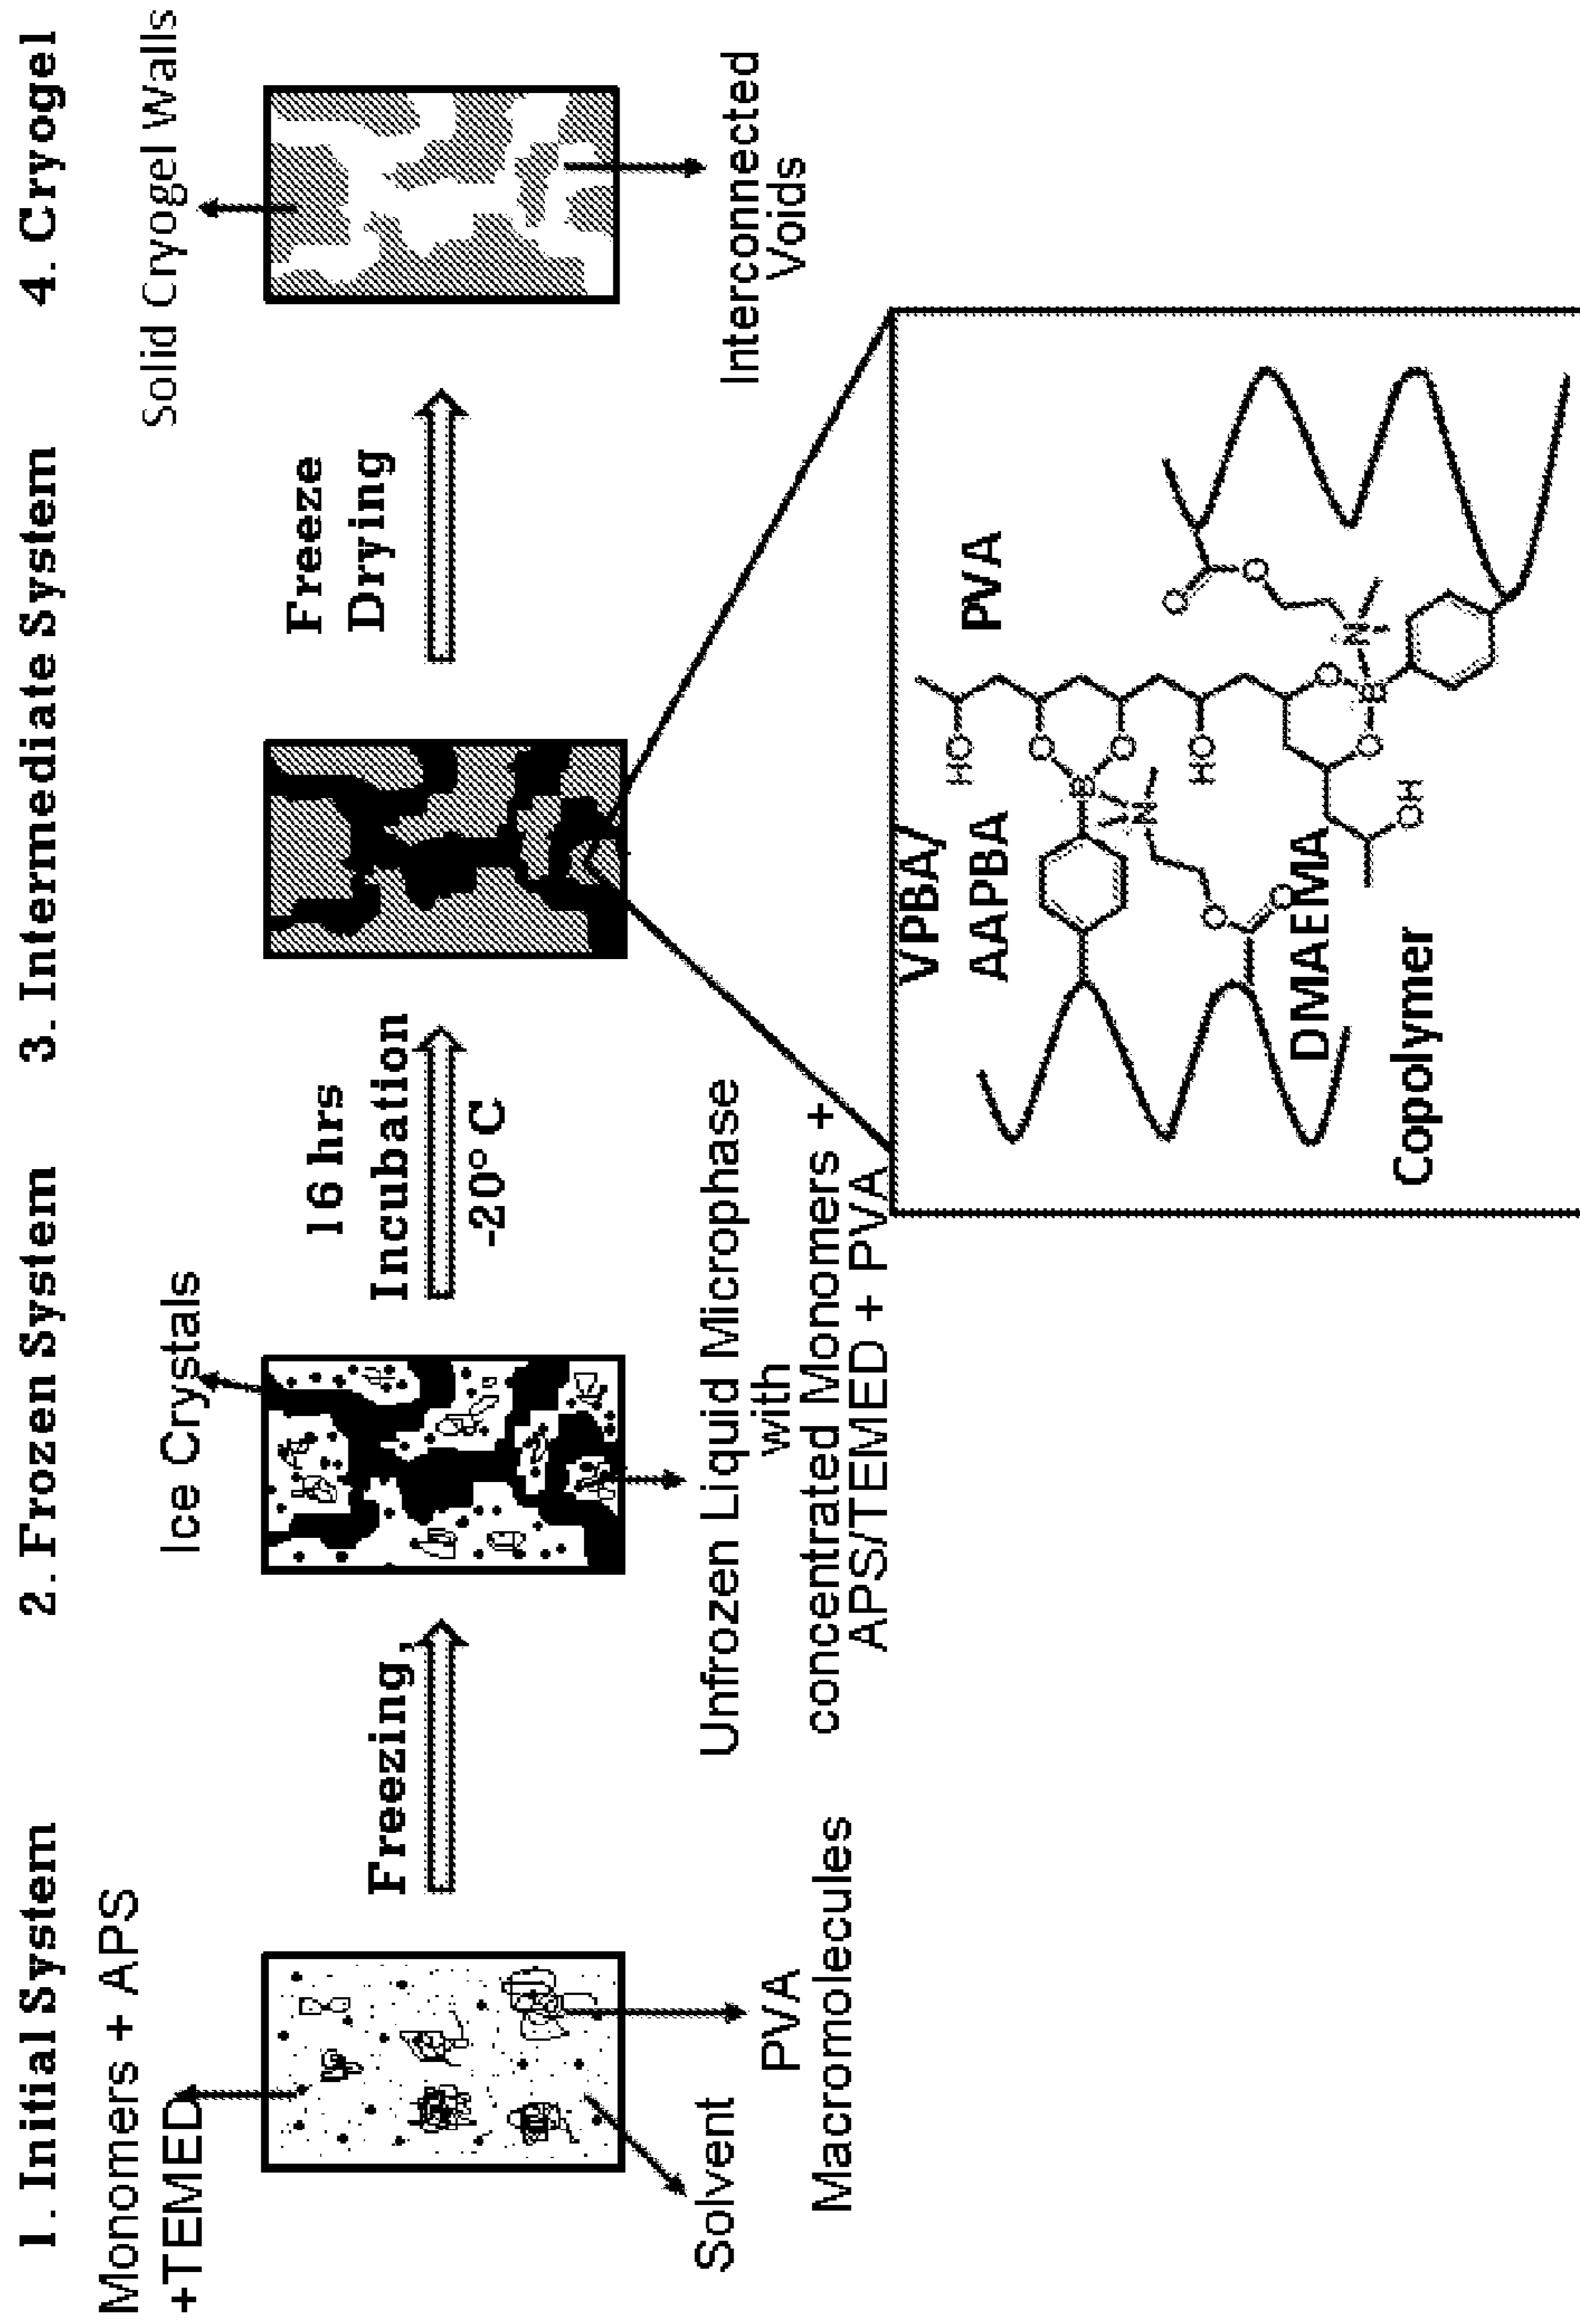 1. Initial System
Monomers + APS
+TEMED
Solvent
PVA
Macromolecules
Freezing,
2. Frozen System
Ice Crystals
Unfrozen Liquid Microphase
with
concentrated Monomers +
APS/TEMED + PVA
16 hrs
Incubation
-20° C
3. Intermediate System
Freeze
Drying
4. Cryogel
Solid Cryogel Walls
Interconnected
Voids
VPBA/
AAPBA
PVA
HO
O
O
B
N
HO
O
O
O
O
B
N
O
O
OH
DMAEMA
Copolymer